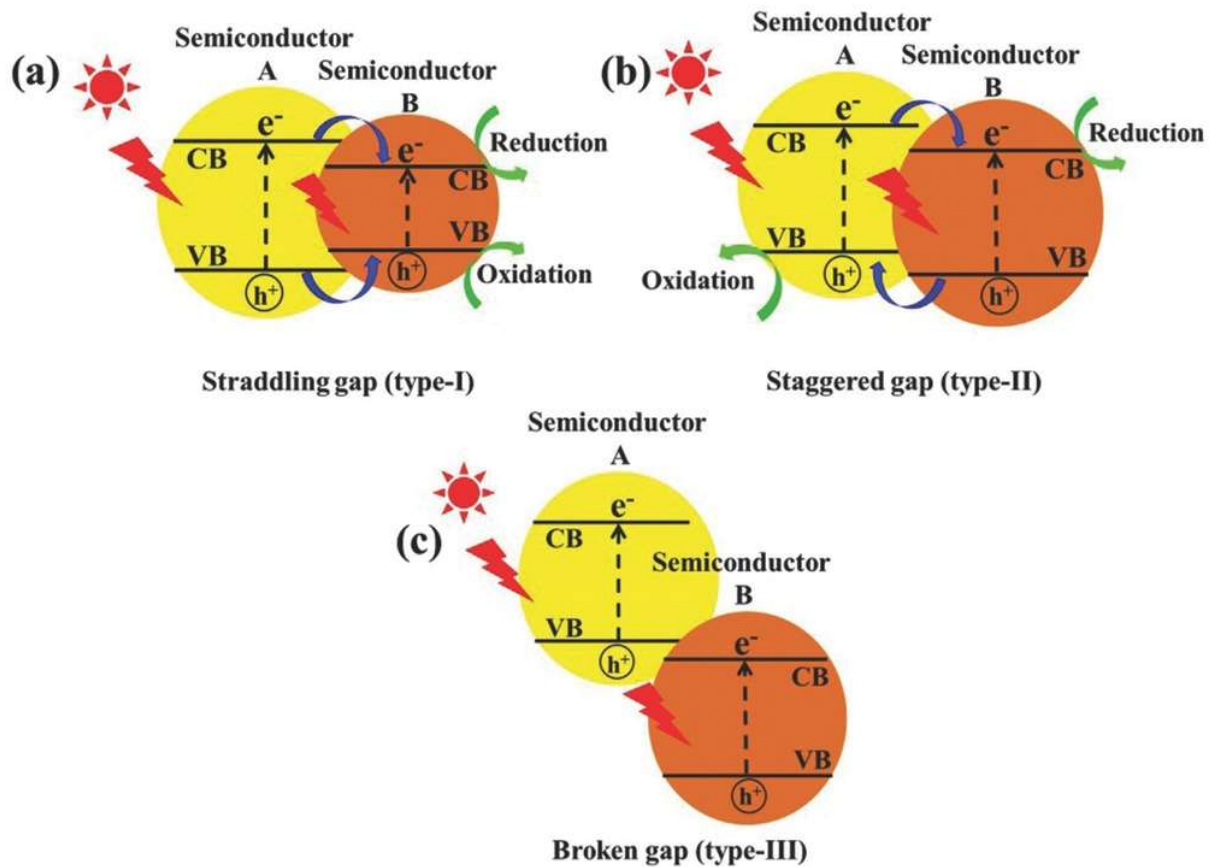 (a)
Semiconductor
A
Semiconductor
B
e-
CB
e-
CB
Reduction
VB
VB
h+
h+
Oxidation
Straddling gap (type-I)
(b)
Semiconductor
A
Semiconductor
B
e-
CB
e-
CB
Reduction
VB
VB
h+
h+
Oxidation
Staggered gap (type-II)
(c)
Semiconductor
A
e-
CB
Semiconductor
B
VB
h+
e-
CB
VB
h+
Broken gap (type-III)